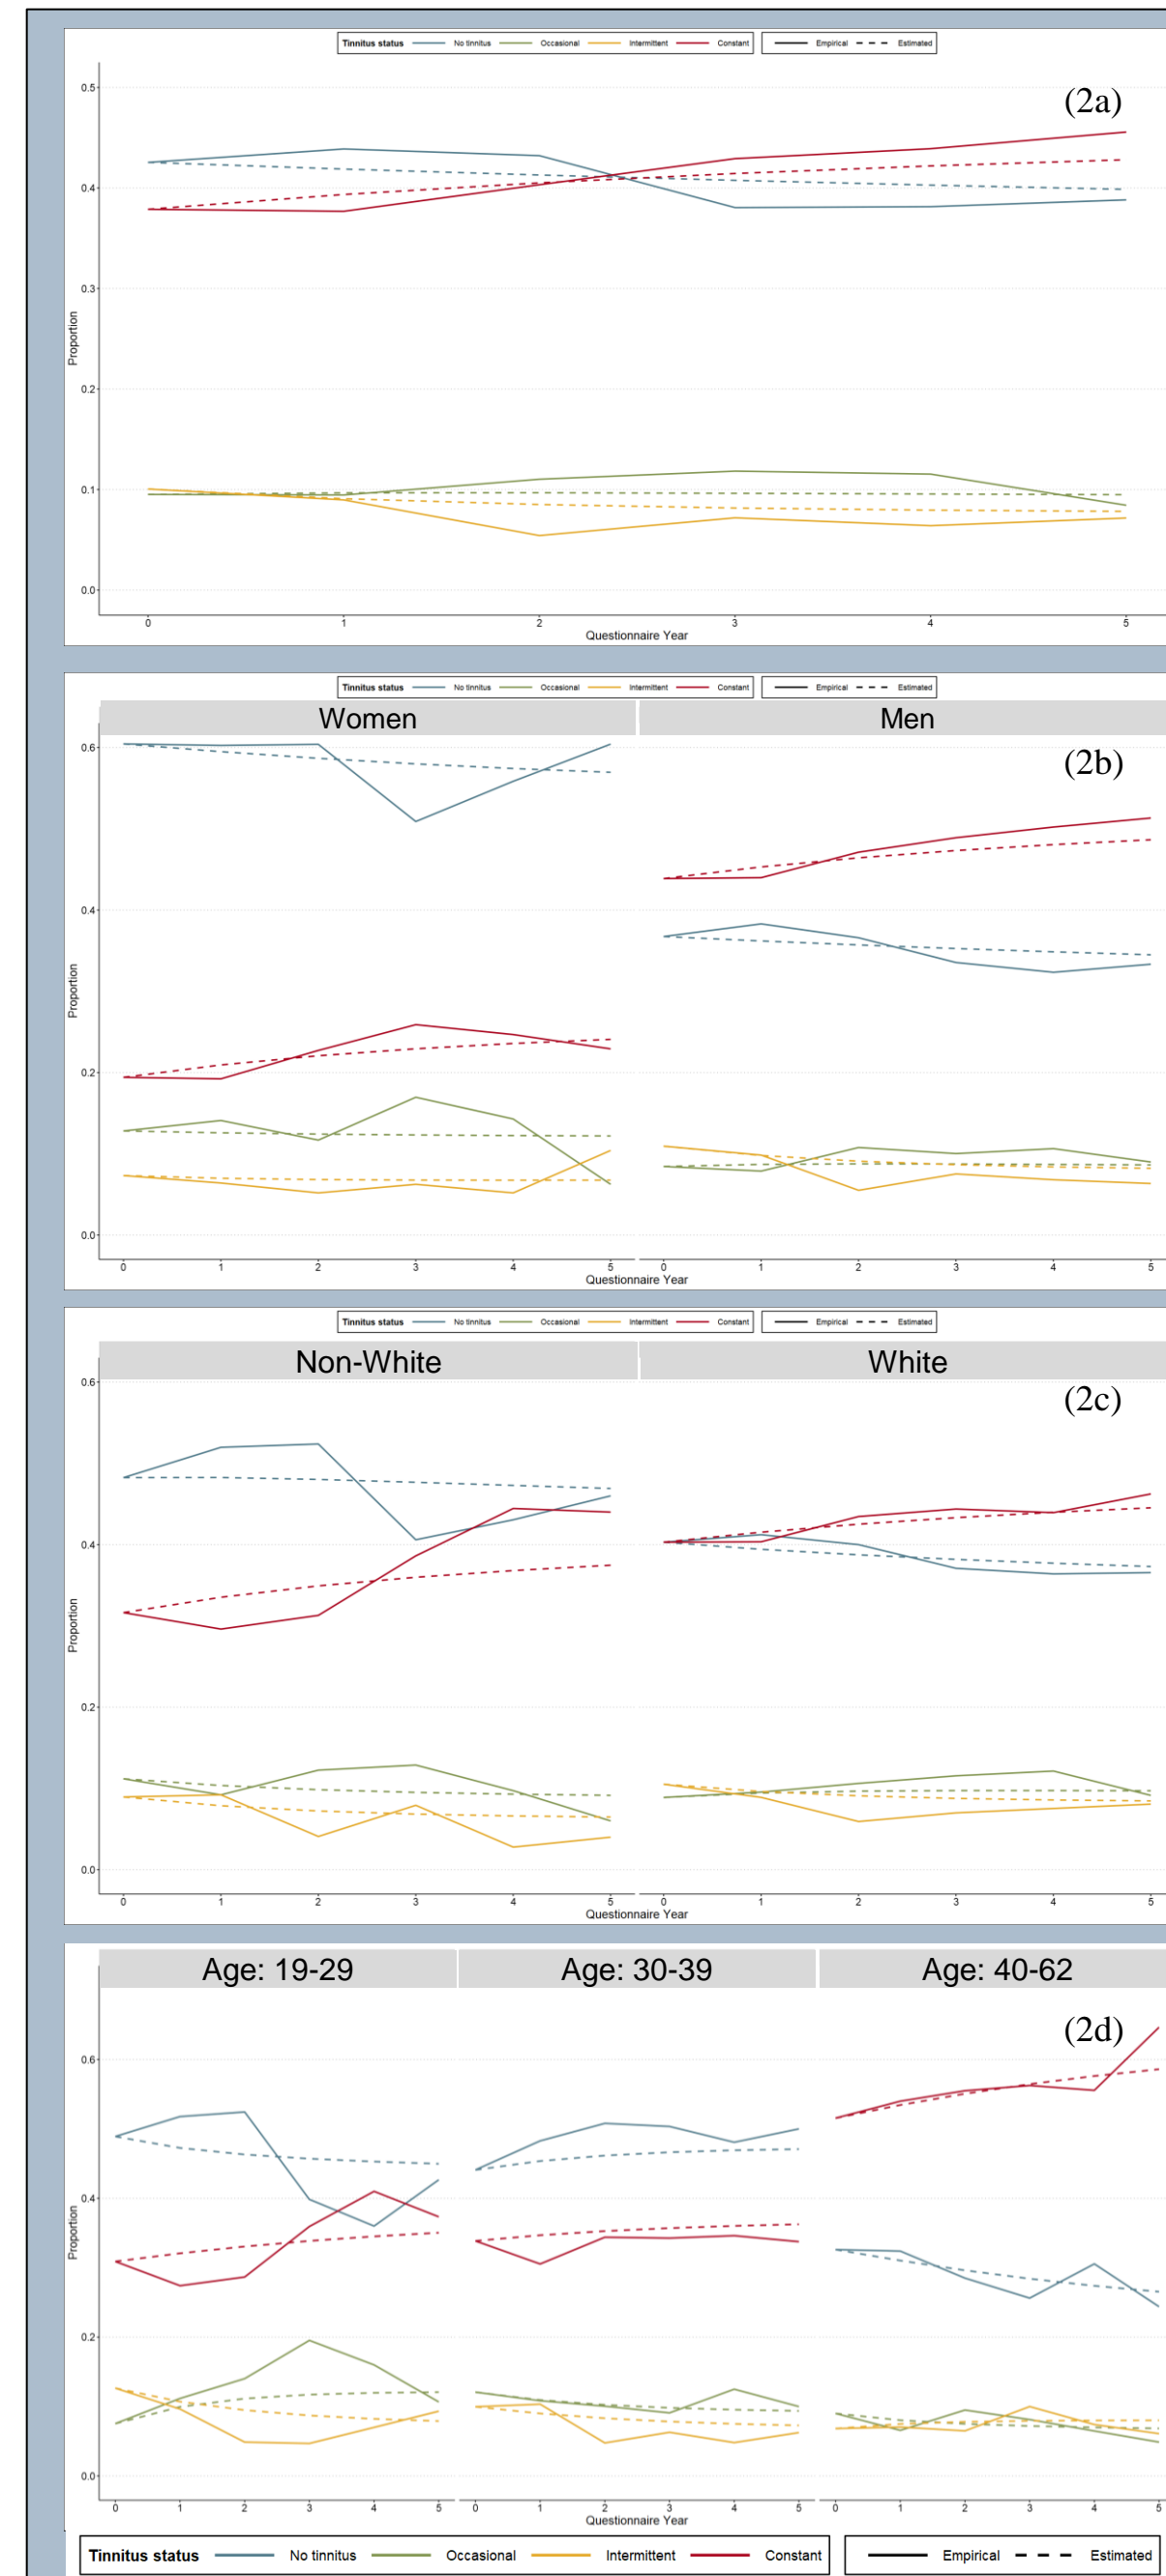 Tinnitus status No tinnitus Occasional Intermittent Constant Empirical Estimated
(2a)
0.5
0.4
0.3
0.2
0.1
0.0
Proportion
0 1 2 3 4 5
Questionnaire Year
Tinnitus status No tinnitus Occasional Intermittent Constant Empirical Estimated
Women Men
(2b)
0.6
0.4
0.2
0.0
Proportion
0 1 2 3 4 5 0 1 2 3 4 5
Questionnaire Year
Tinnitus status No tinnitus Occasional Intermittent Constant Empirical Estimated
Non-White White
(2c)
0.6
0.4
0.2
0.0
Proportion
0 1 2 3 4 5 0 1 2 3 4 5
Questionnaire Year
Age: 19-29 Age: 30-39 Age: 40-62
(2d)
0.6
0.4
0.2
0.0
Proportion
0 1 2 3 4 5 0 1 2 3 4 5 0 1 2 3 4 5
Questionnaire Year
Tinnitus status No tinnitus Occasional Intermittent Constant Empirical Estimated